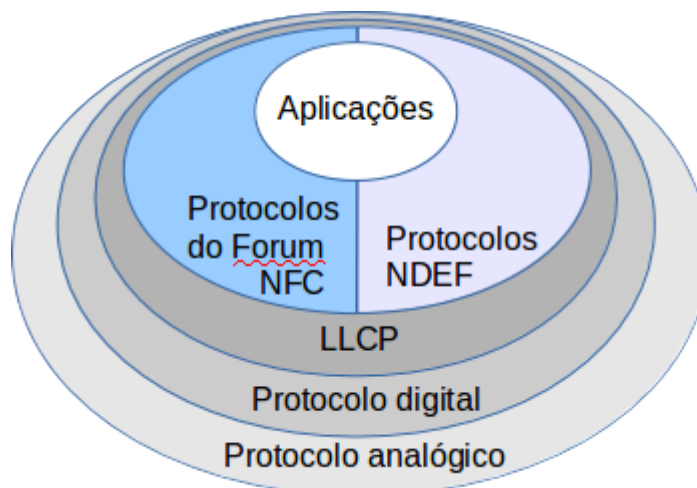 Aplicações
Protocolos
do Forum
NFC
Protocolos
NDEF
LLCP
Protocolo digital
Protocolo analógico